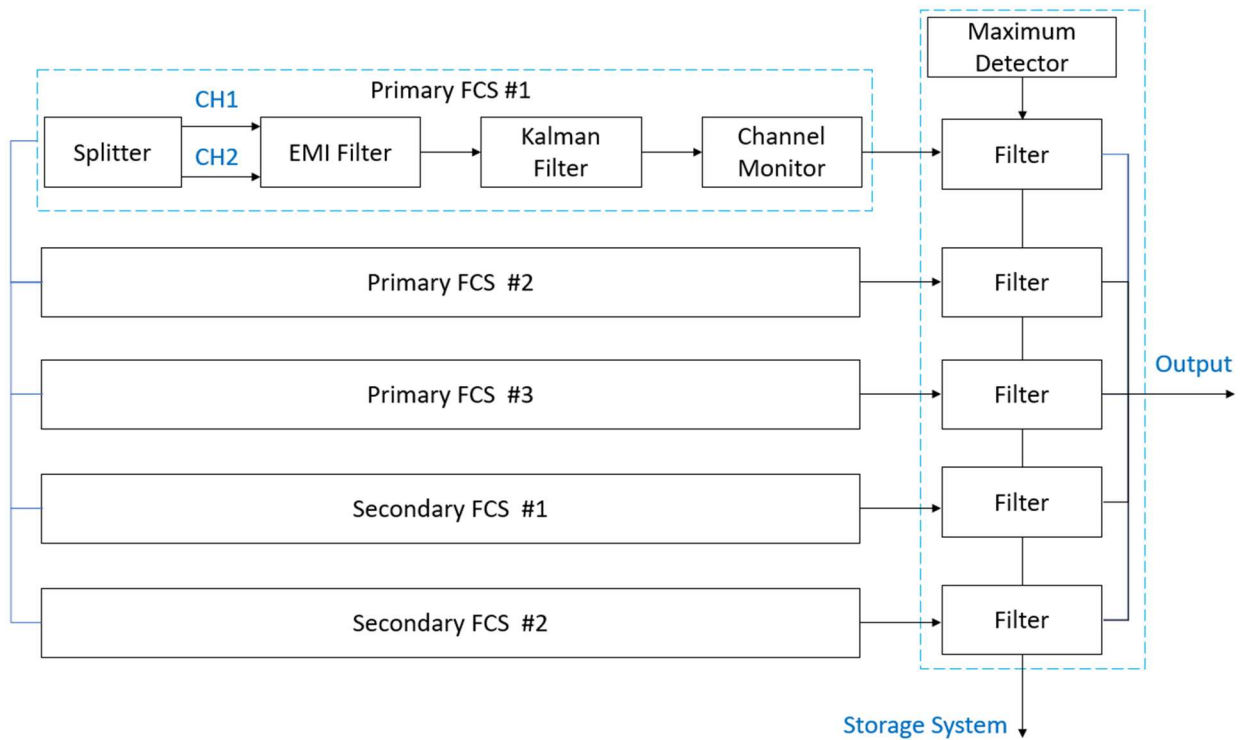 Maximum
Detector
Primary FCS #1
CH1
CH2
Splitter
EMI Filter
Kalman
Filter
Channel
Monitor
Filter
Primary FCS #2
Filter
Primary FCS #3
Filter
Output
Secondary FCS #1
Filter
Secondary FCS #2
Filter
Storage System